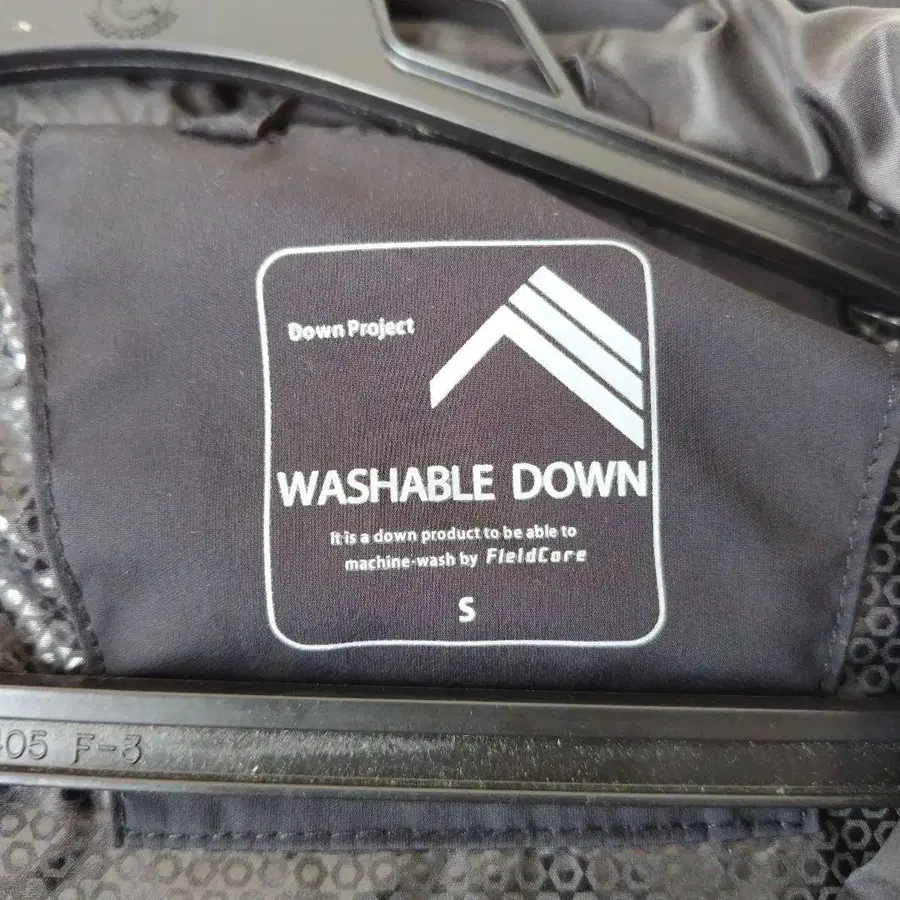 Down Project
WASHABLE DOWN
It is a down product to be able to
machine-wash by FieldCore
S
05 F-3